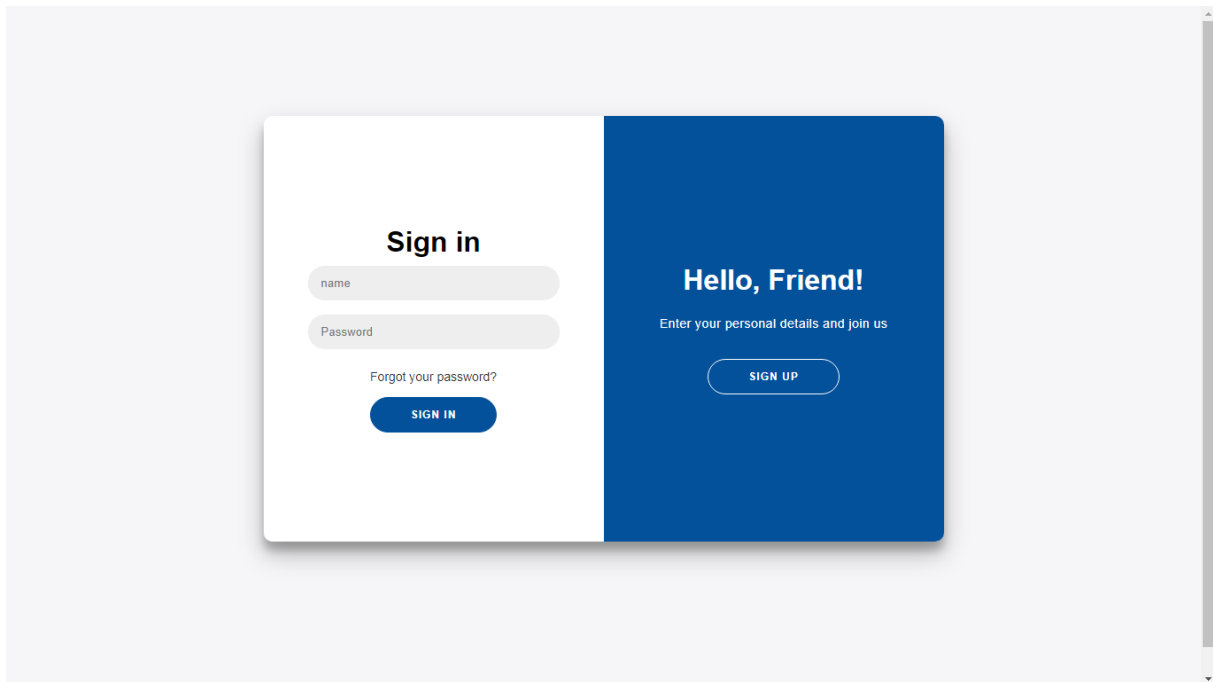 Sign in
name
Password
Forgot your password?
SIGN IN
Hello, Friend!
Enter your personal details and join us
SIGN UP